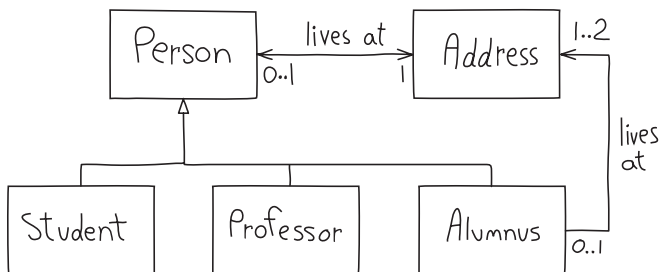 lives at
Person
Address
1..2
0..1
1
lives
at
Student
Professor
Alumnus
0..1